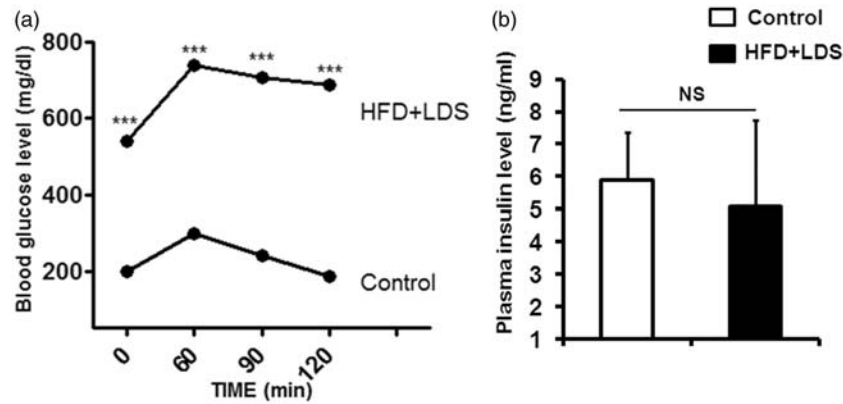 (a)
Blood glucose level (mg/dl)
800
600
400
200
***
***
***
***
HFD+LDS
Control
0
60
90
120
TIME (min)
(b)
Control
HFD+LDS
Plasma insulin level (ng/ml)
9
8
7
6
5
4
3
2
1
NS